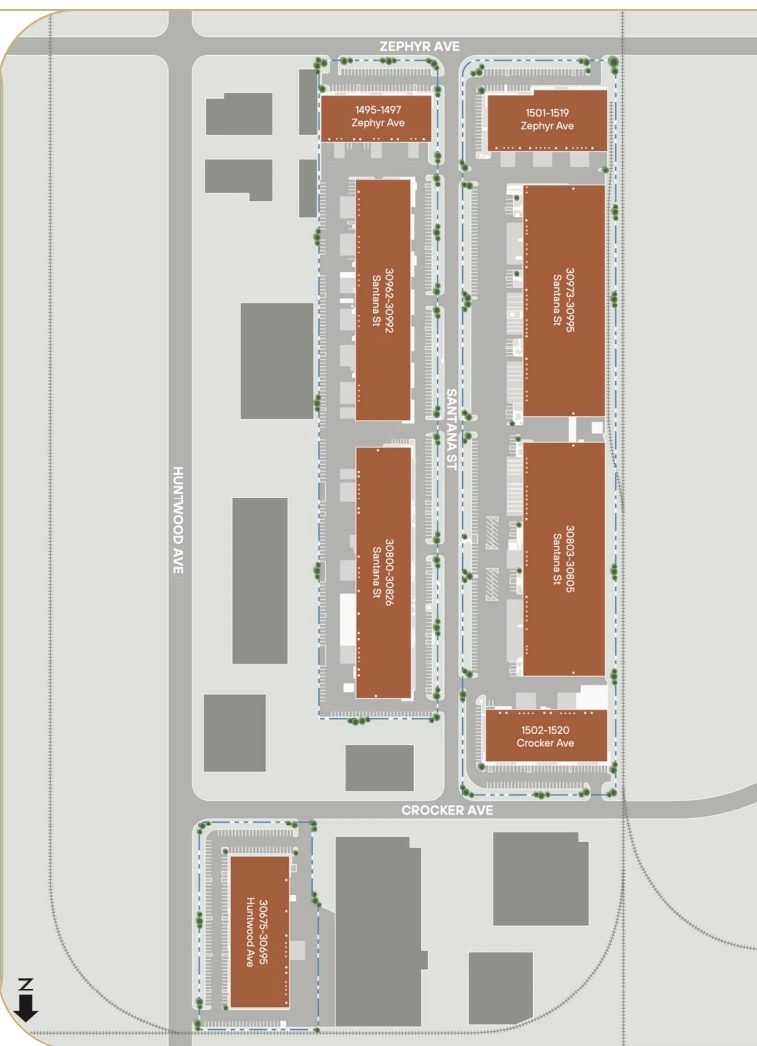 ZEPHYR AVE
1495-1497
Zephyr Ave
1501-1519
Zephyr Ave
30962-30992
Santana St
30973-30995
Santana St
SANTANA ST
HUNTWOOD AVE
30800-30826
Santana St
30803-30805
Santana St
1502-1520
Crocker Ave
CROCKER AVE
30675-30695
Huntwood Ave
N